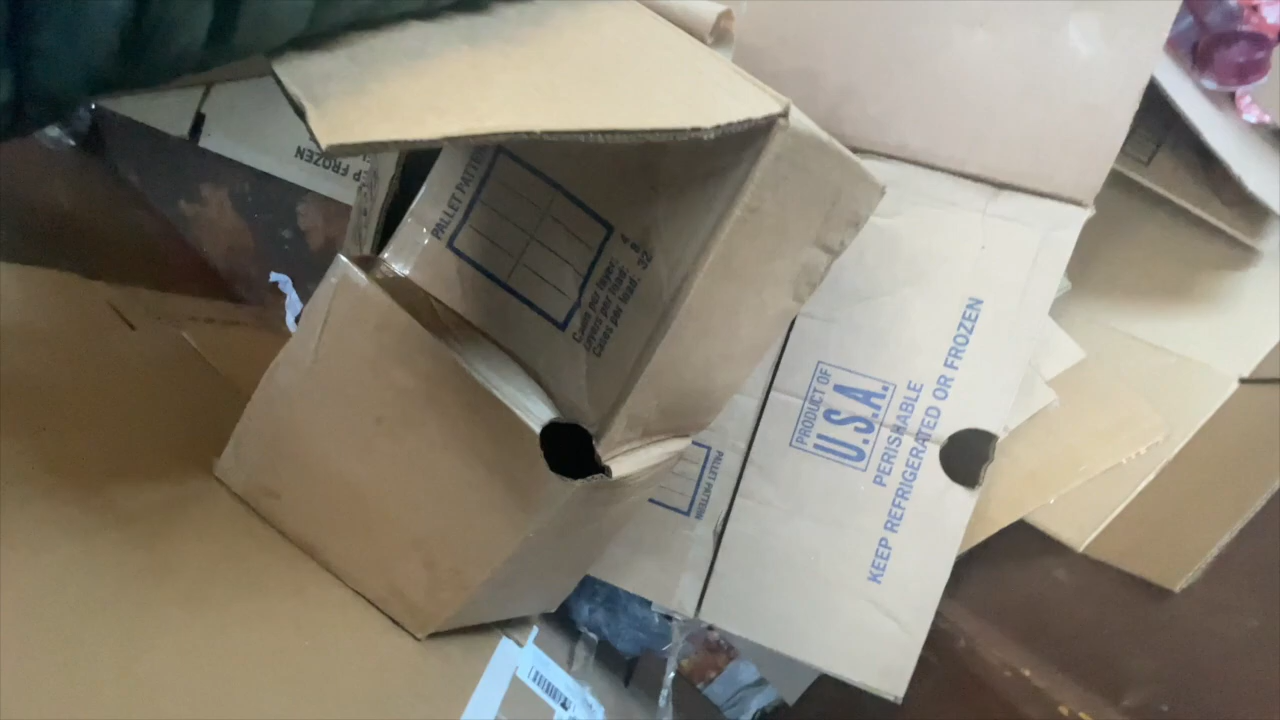 P FROZEN
PALLET PATTE
Cases per layer: 4
Layers per load: 8
Cases per load: 32
PRODUCT OF
U.S.A.
PERISHABLE
KEEP REFRIGERATED OR FROZEN
PALLET PATTERN